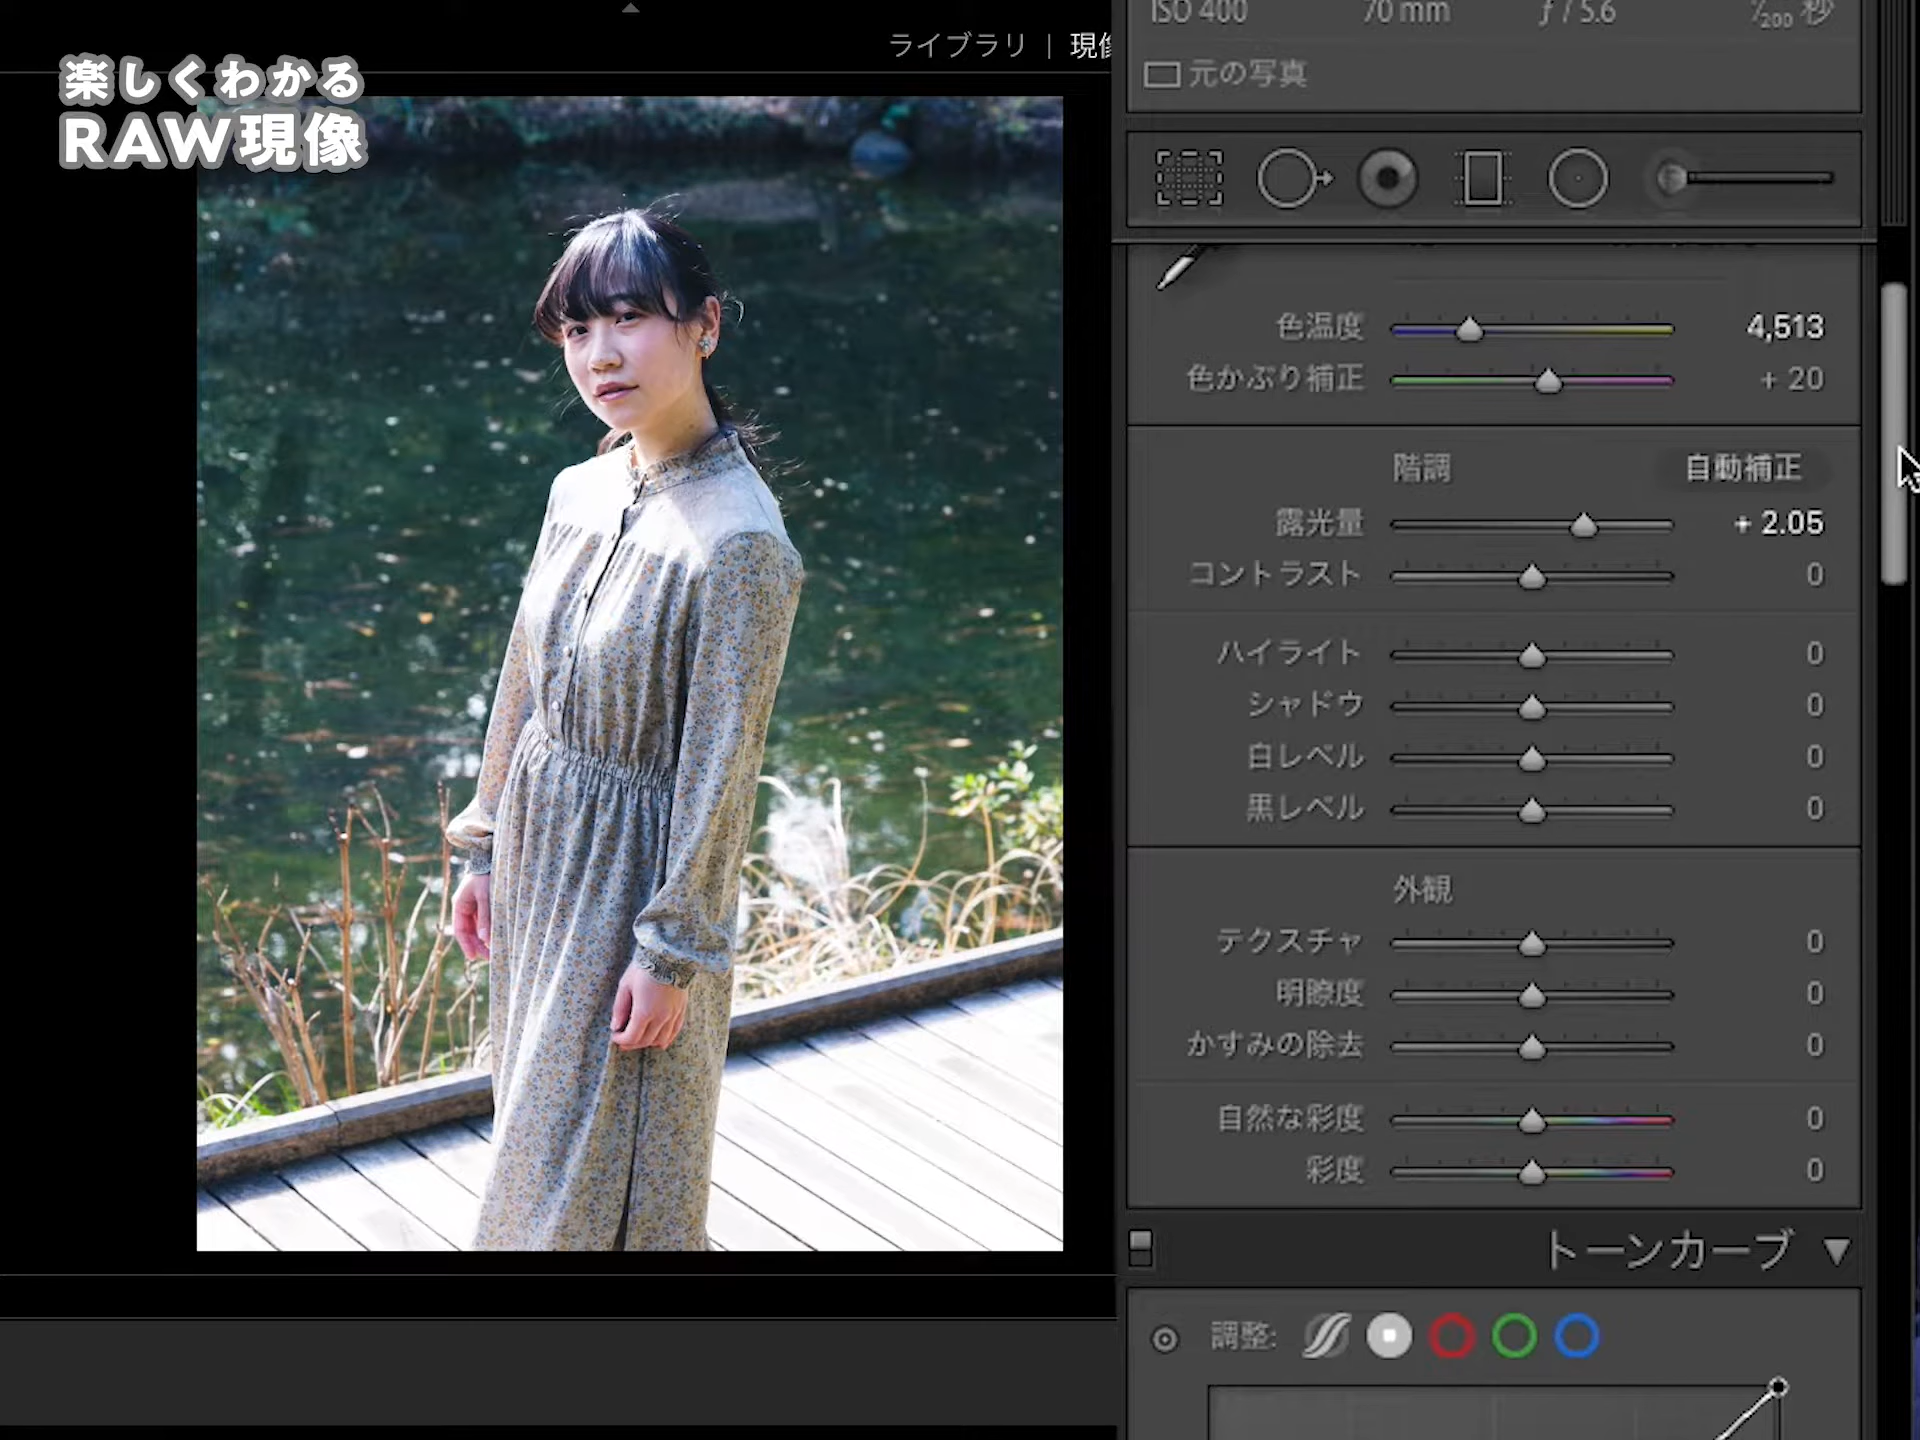 ライブラリ | 現像
楽しくわかる
RAW現像
ISO 400 70 mm ƒ / 5.6 1/200 秒
元の写真
色温度 4,513
色かぶり補正 + 20
階調 自動補正
露光量 + 2.05
コントラスト 0
ハイライト 0
シャドウ 0
白レベル 0
黒レベル 0
外観
テクスチャ 0
明瞭度 0
かすみの除去 0
自然な彩度 0
彩度 0
トーンカーブ ▼
調整: